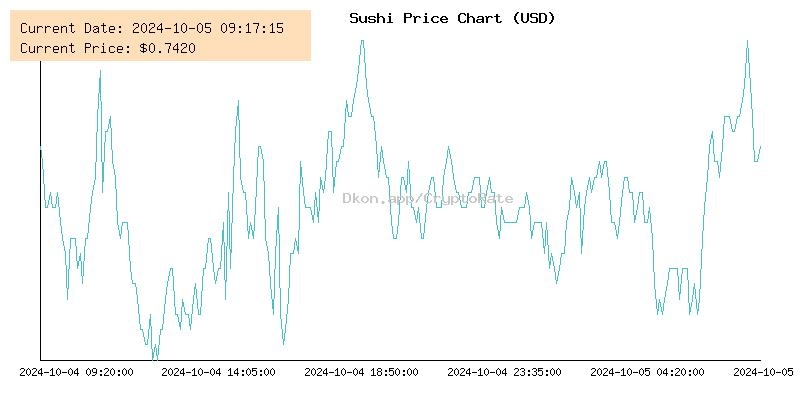 Sushi Price Chart (USD)
Current Date: 2024-10-05 09:17:15
Current Price: $0.7420
Dkon.app/CryptoRate
2024-10-04 09:20:00 2024-10-04 14:05:00 2024-10-04 18:50:00 2024-10-04 23:35:00 2024-10-05 04:20:00 2024-10-05